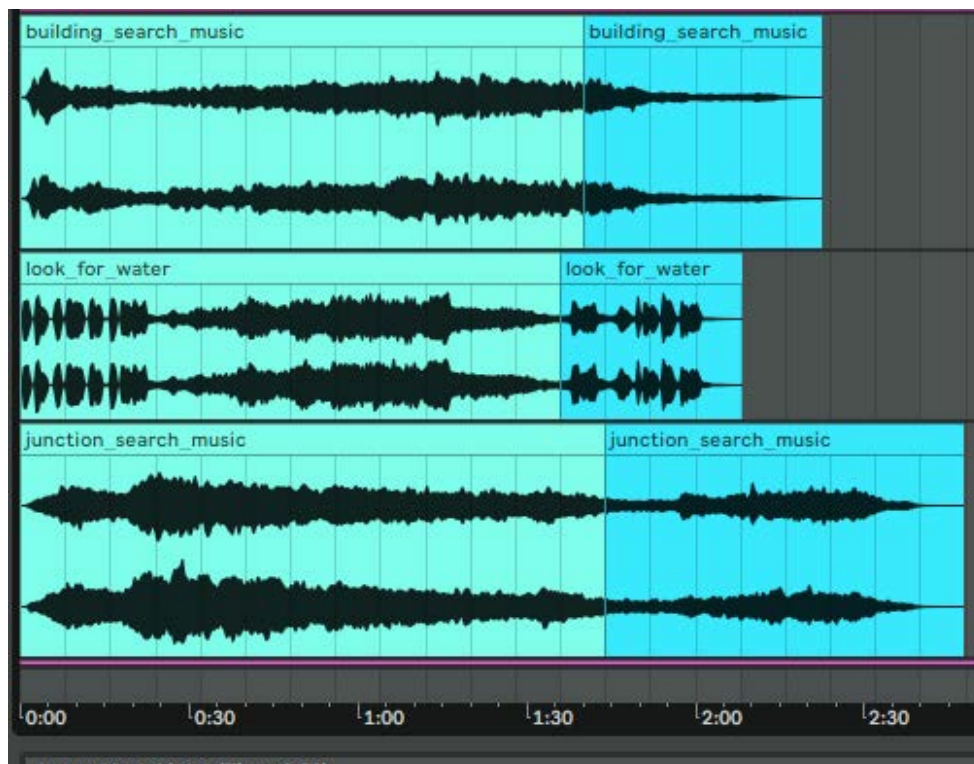 building_search_music building_search_music
look_for_water look_for_water
junction_search_music junction_search_music
0:00 0:30 1:00 1:30 2:00 2:30